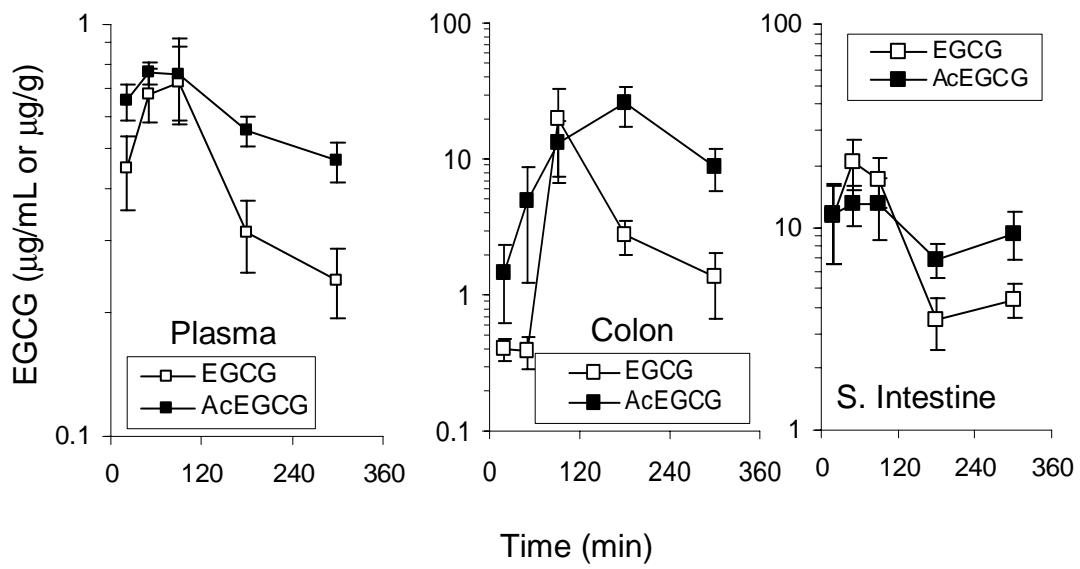 EGCG (µg/mL or µg/g)
1
0.1
0
120
240
360
Plasma
EGCG
AcEGCG
100
10
1
0.1
0
120
240
360
Colon
EGCG
AcEGCG
100
10
1
0
120
240
360
EGCG
AcEGCG
S. Intestine
Time (min)